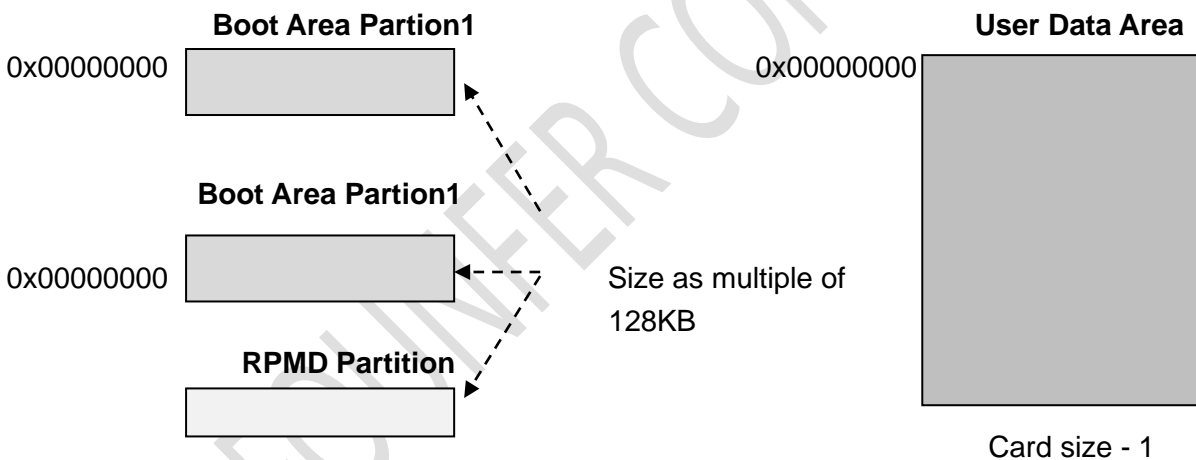 Boot Area Partion1
0x00000000
Boot Area Partion1
0x00000000
RPMD Partition
Size as multiple of
128KB
User Data Area
0x00000000
Card size - 1